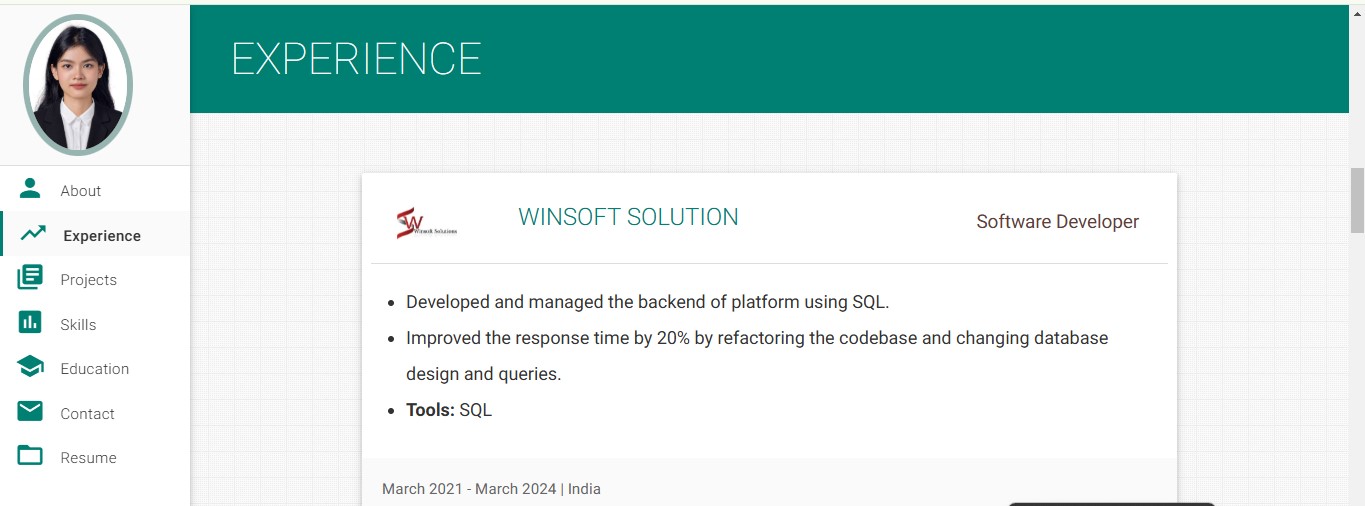 EXPERIENCE
About
Experience
Projects
Skills
Education
Contact
Resume
SW
Winsoft Solutions
WINSOFT SOLUTION
Software Developer
Developed and managed the backend of platform using SQL.
Improved the response time by 20% by refactoring the codebase and changing database
design and queries.
Tools: SQL
March 2021 - March 2024 | India